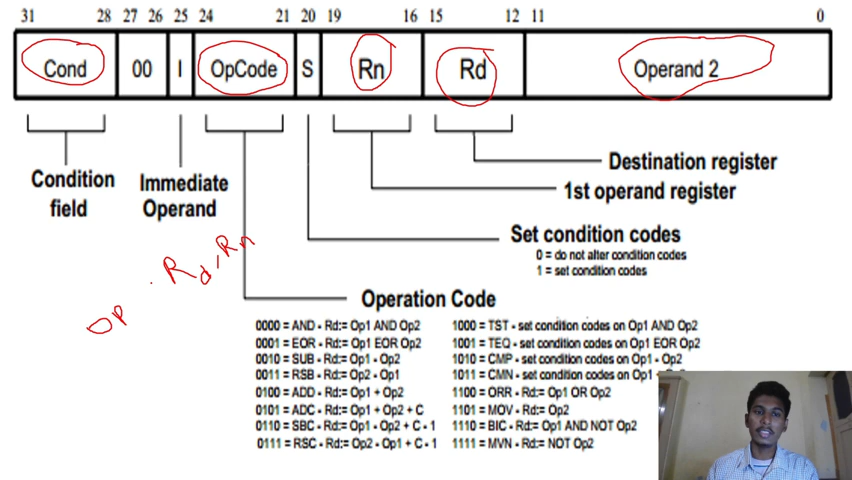 31 28 27 26 25 24 21 20 19 16 15 12 11 0
Cond 00 I OpCode S Rn Rd Operand 2
Destination register
Condition field
Immediate Operand
1st operand register
Set condition codes
0 = do not alter condition codes
1 = set condition codes
Op . Rd, Rn
Operation Code
0000 = AND - Rd:= Op1 AND Op2
0001 = EOR - Rd:= Op1 EOR Op2
0010 = SUB - Rd:= Op1 - Op2
0011 = RSB - Rd:= Op2 - Op1
0100 = ADD - Rd:= Op1 + Op2
0101 = ADC - Rd:= Op1 + Op2 + C
0110 = SBC - Rd:= Op1 - Op2 + C - 1
0111 = RSC - Rd:= Op2 - Op1 + C - 1
1000 = TST - set condition codes on Op1 AND Op2
1001 = TEQ - set condition codes on Op1 EOR Op2
1010 = CMP - set condition codes on Op1 - Op2
1011 = CMN - set condition codes on Op1
1100 = ORR - Rd:= Op1 OR Op2
1101 = MOV - Rd:= Op2
1110 = BIC - Rd:= Op1 AND NOT Op2
1111 = MVN - Rd:= NOT Op2